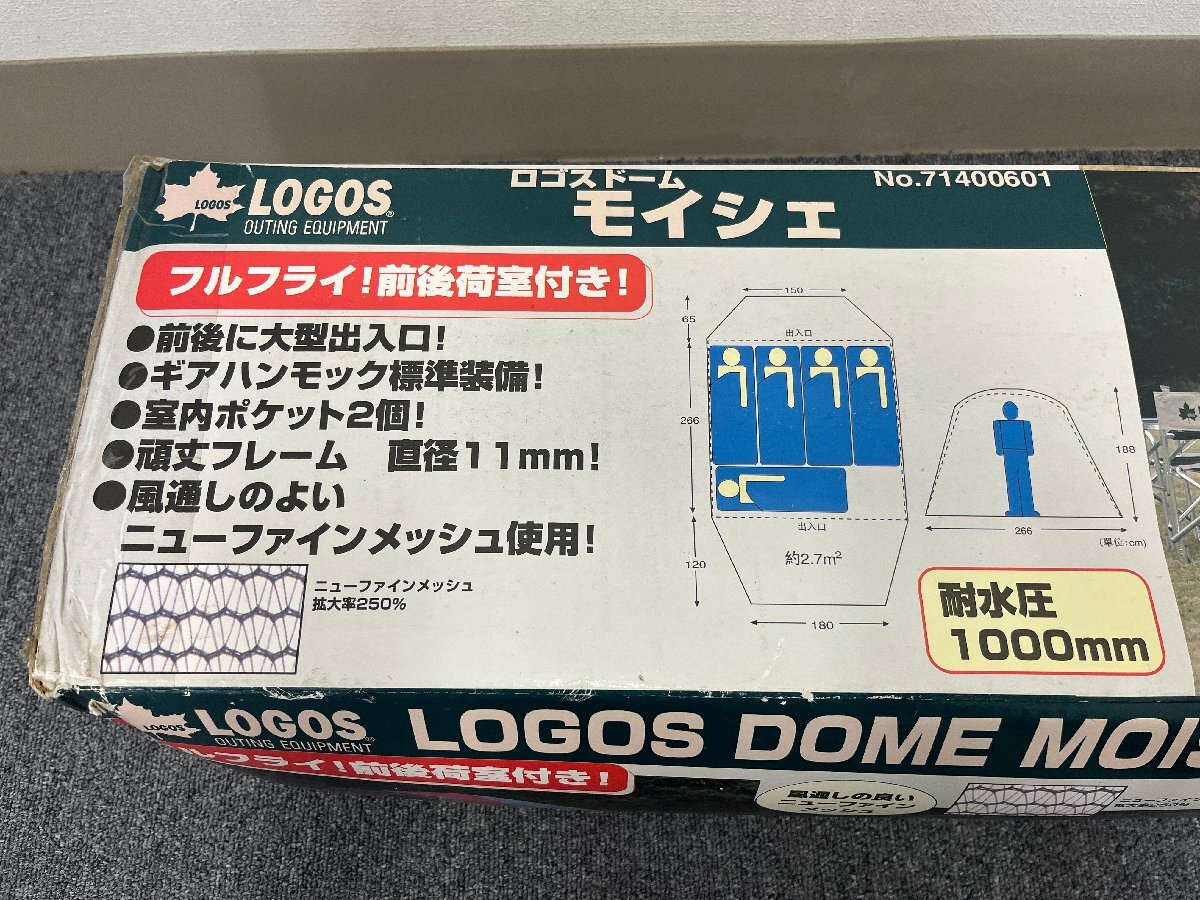 LOGOS
LOGOS®
OUTING EQUIPMENT
ロゴスドーム
モイシェ
No.71400601
フルフライ!前後荷室付き!
●前後に大型出入口!
●ギアハンモック標準装備!
●室内ポケット2個!
●頑丈フレーム 直径11mm!
●風通しのよい
ニューファインメッシュ使用!
ニューファインメッシュ
拡大率250%
150
65
出入口
266
出入口
120
約2.7m²
180
188
266
(單位:cm)
耐水圧
1000mm
LOGOS
LOGOS®
OUTING EQUIPMENT
LOGOS DOME MOIS
フルフライ!前後荷室付き!
風通しの良い
ニューファイン
メッシュ